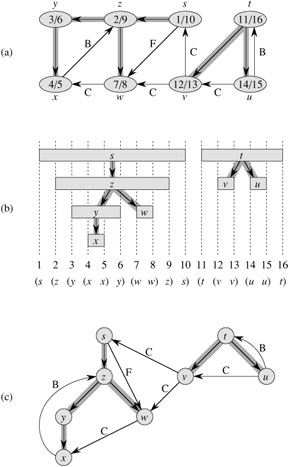 y z s t
3/6 2/9 1/10 11/16
(a) B F C B
4/5 C 7/8 C 12/13 C 14/15
x w v u
s t
(b) z v u
y w
x
1 2 3 4 5 6 7 8 9 10 11 12 13 14 15 16
(s (z (y (x x) y) (w w) z) s) (t (v v) (u u) t)
s t
C B
B z F v C u
C
(c) y w
C
x